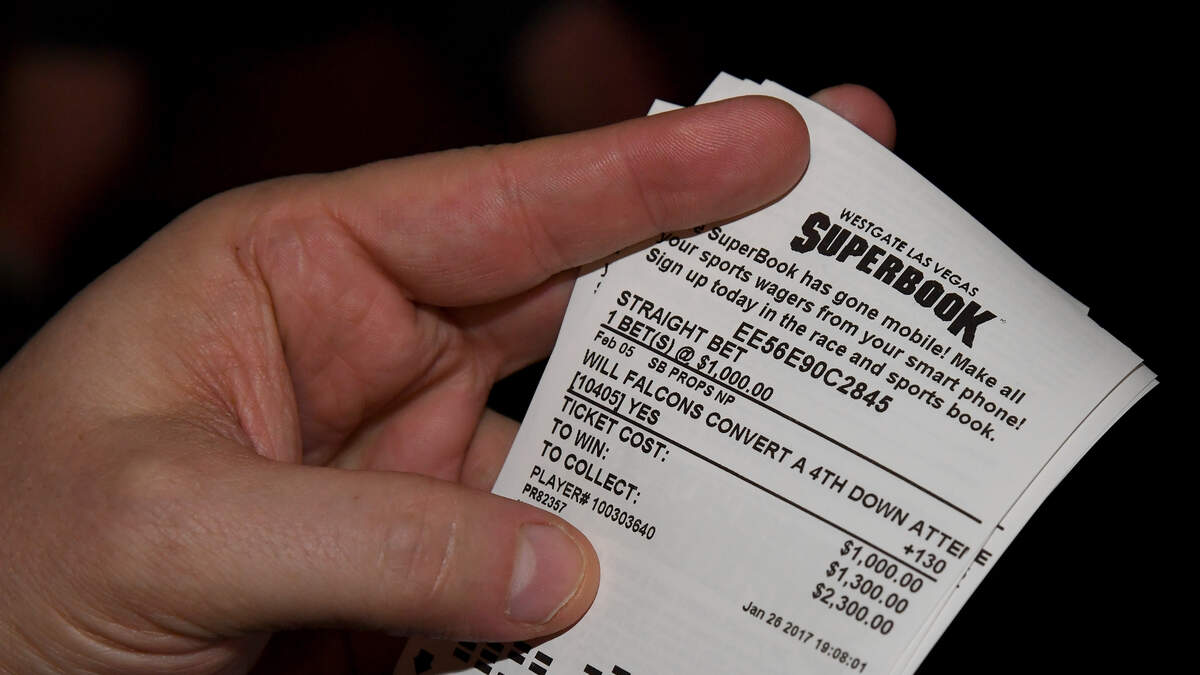 WESTGATE LAS VEGAS
SUPERBOOK
SuperBook has gone mobile! Make all
your sports wagers from your smart phone!
Sign up today in the race and sports book.
EE56E90C2845
STRAIGHT BET
1 BET(S) @ $1,000.00
Feb 05 SB PROPS NP
WILL FALCONS CONVERT A 4TH DOWN
[10405] YES +130
TICKET COST: $1,000.00
TO WIN: $1,300.00
TO COLLECT: $2,300.00
PLAYER# 100303640
PR82357 Jan 26 2017 19:08:01